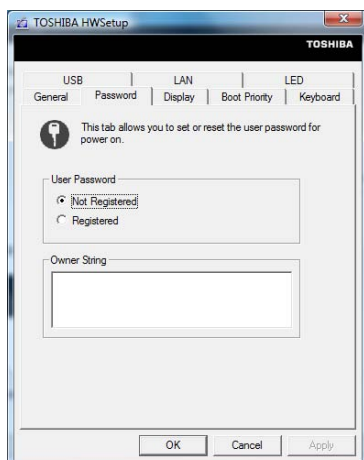 TOSHIBA HWSetup
TOSHIBA
USB LAN LED
General Password Display Boot Priority Keyboard
This tab allows you to set or reset the user password for
power on.
User Password
Not Registered
Registered
Owner String
OK Cancel Apply